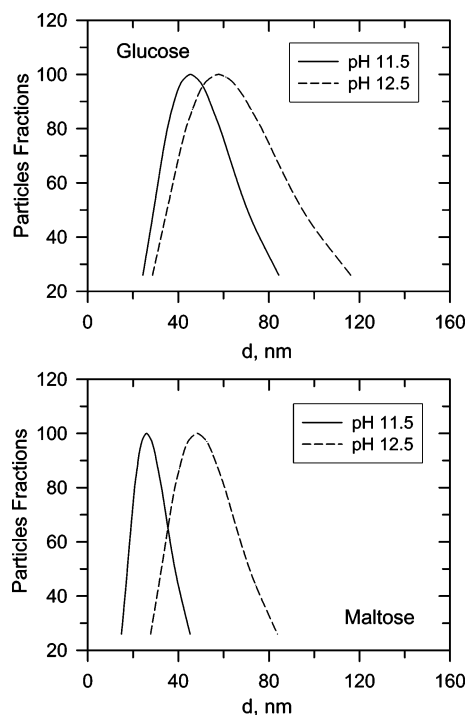 120
Glucose
pH 11.5
pH 12.5
100
80
60
40
20
Particles Fractions
0 40 80 120 160
d, nm
120
pH 11.5
pH 12.5
100
80
60
40
20
Particles Fractions
Maltose
0 40 80 120 160
d, nm